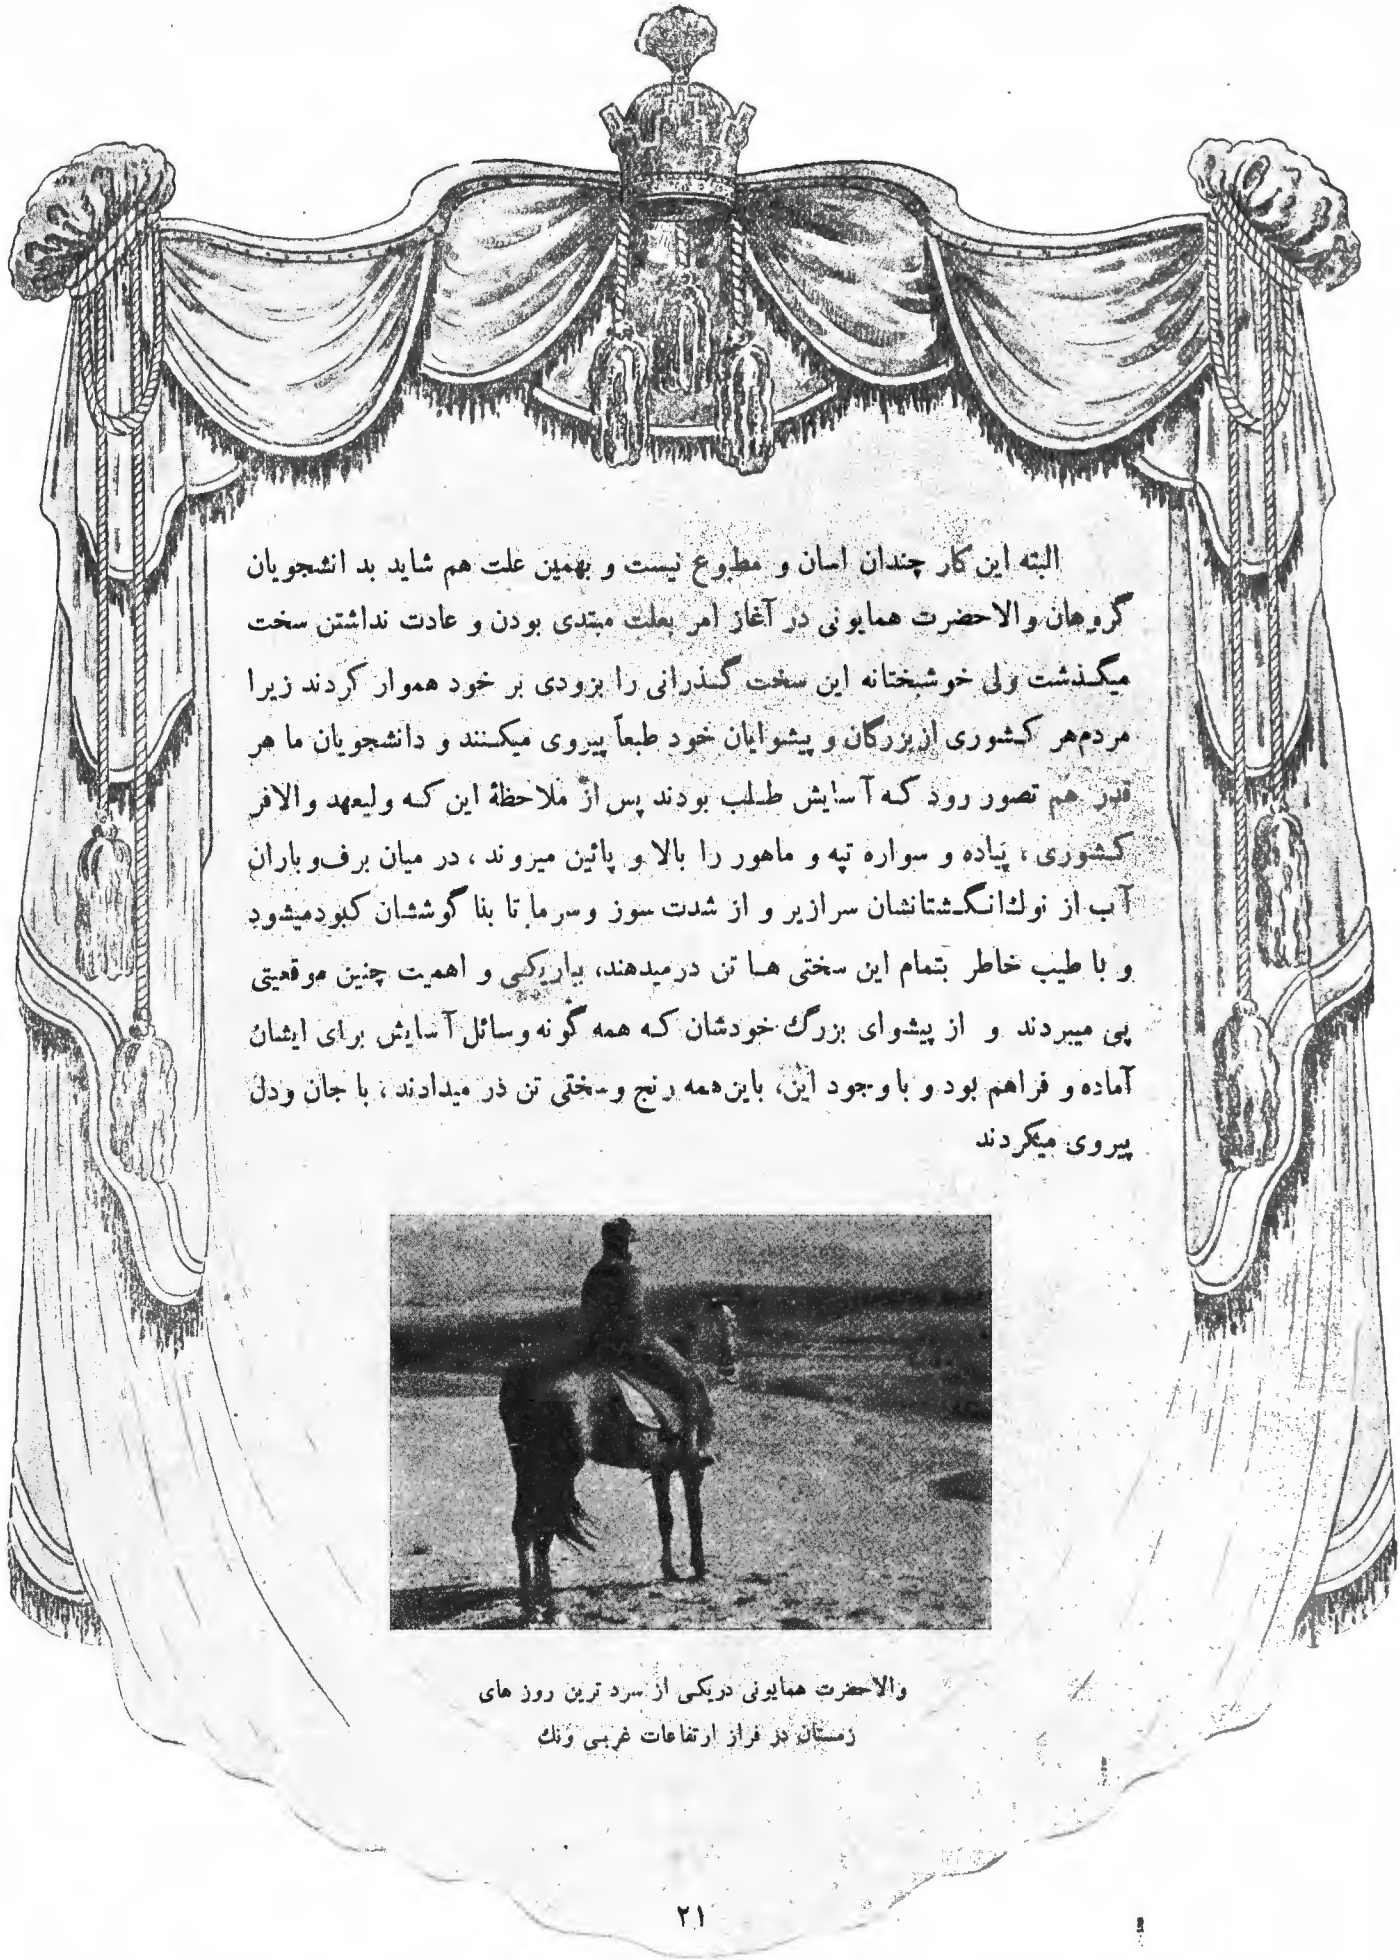 البته این کار چندان اسان و مطبوع نیست و بهمین علت هم شاید بد انشجویان
گروهان والاحضرت همایونی در آغاز امر بعلت مبتدی بودن و عادت نداشتن سخت
میگذشت ولی خوشبختانه این سخت گذرانی را بزودی بر خود هموار کردند زیرا
مردم هر کشوری از بزرگان و پیشوایان خود طبعاً پیروی میکنند و دانشجویان ما هر
قدر هم تصور رود که آسایش طلب بودند پس از ملاحظهٔ این که ولیعهد والافر
کشوری ، پیاده و سواره تپه و ماهور را بالا و پائین میروند ، در میان برف و باران
آب از نوك انگشتانشان سرازیر و از شدت سوز و سرما تا بنا گوششان کبود میشود
و با طیب خاطر بتمام این سختی ها تن درمیدهند، بباریکی و اهمیت چنین موقعیتی
پی میبردند و از پیشوای بزرگ خودشان که همه گونه وسائل آسایش برای ایشان
آماده و فراهم بود و با وجود این، باین همه رنج و سختی تن در میدادند ، با جان و دل
پیروی میکردند
والاحضرت همایونی در یکی از سرد ترین روز های
زمستان در فراز ارتفاعات غربی ونك
۲۱